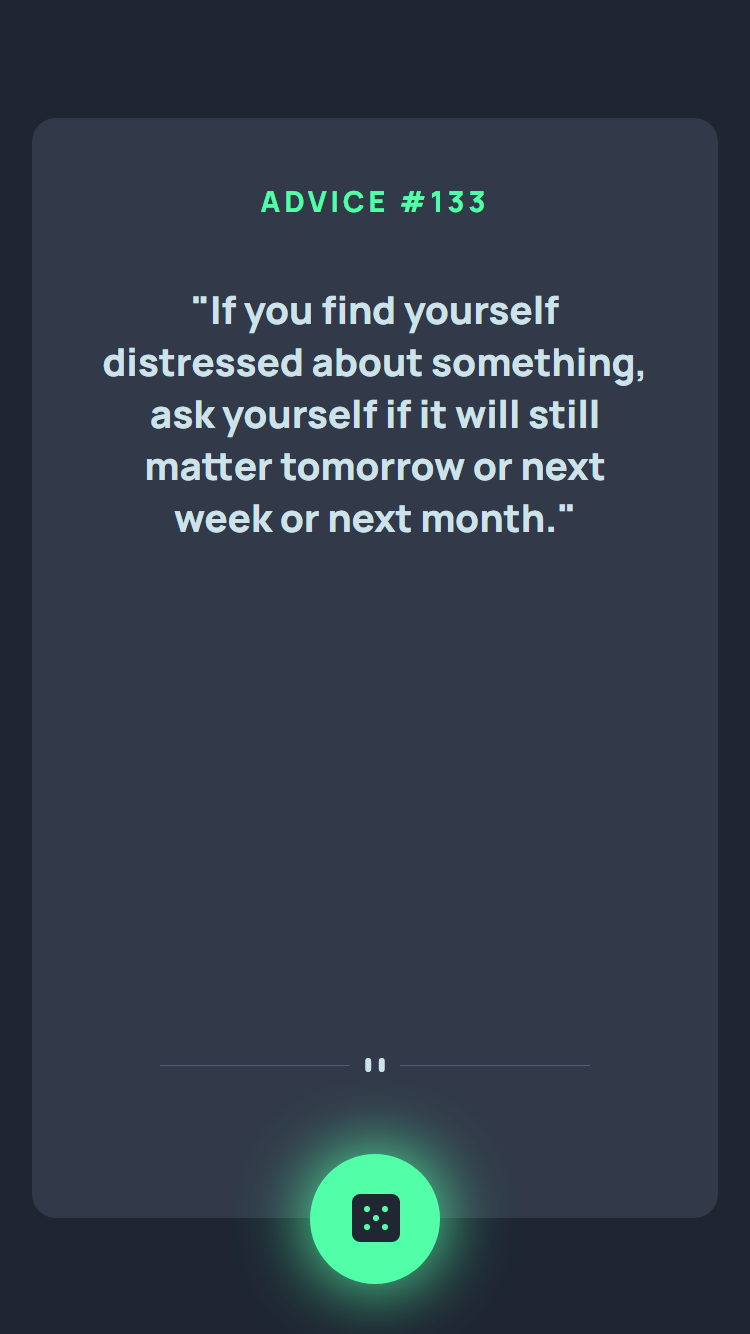 ADVICE #133
"If you find yourself
distressed about something,
ask yourself if it will still
matter tomorrow or next
week or next month."